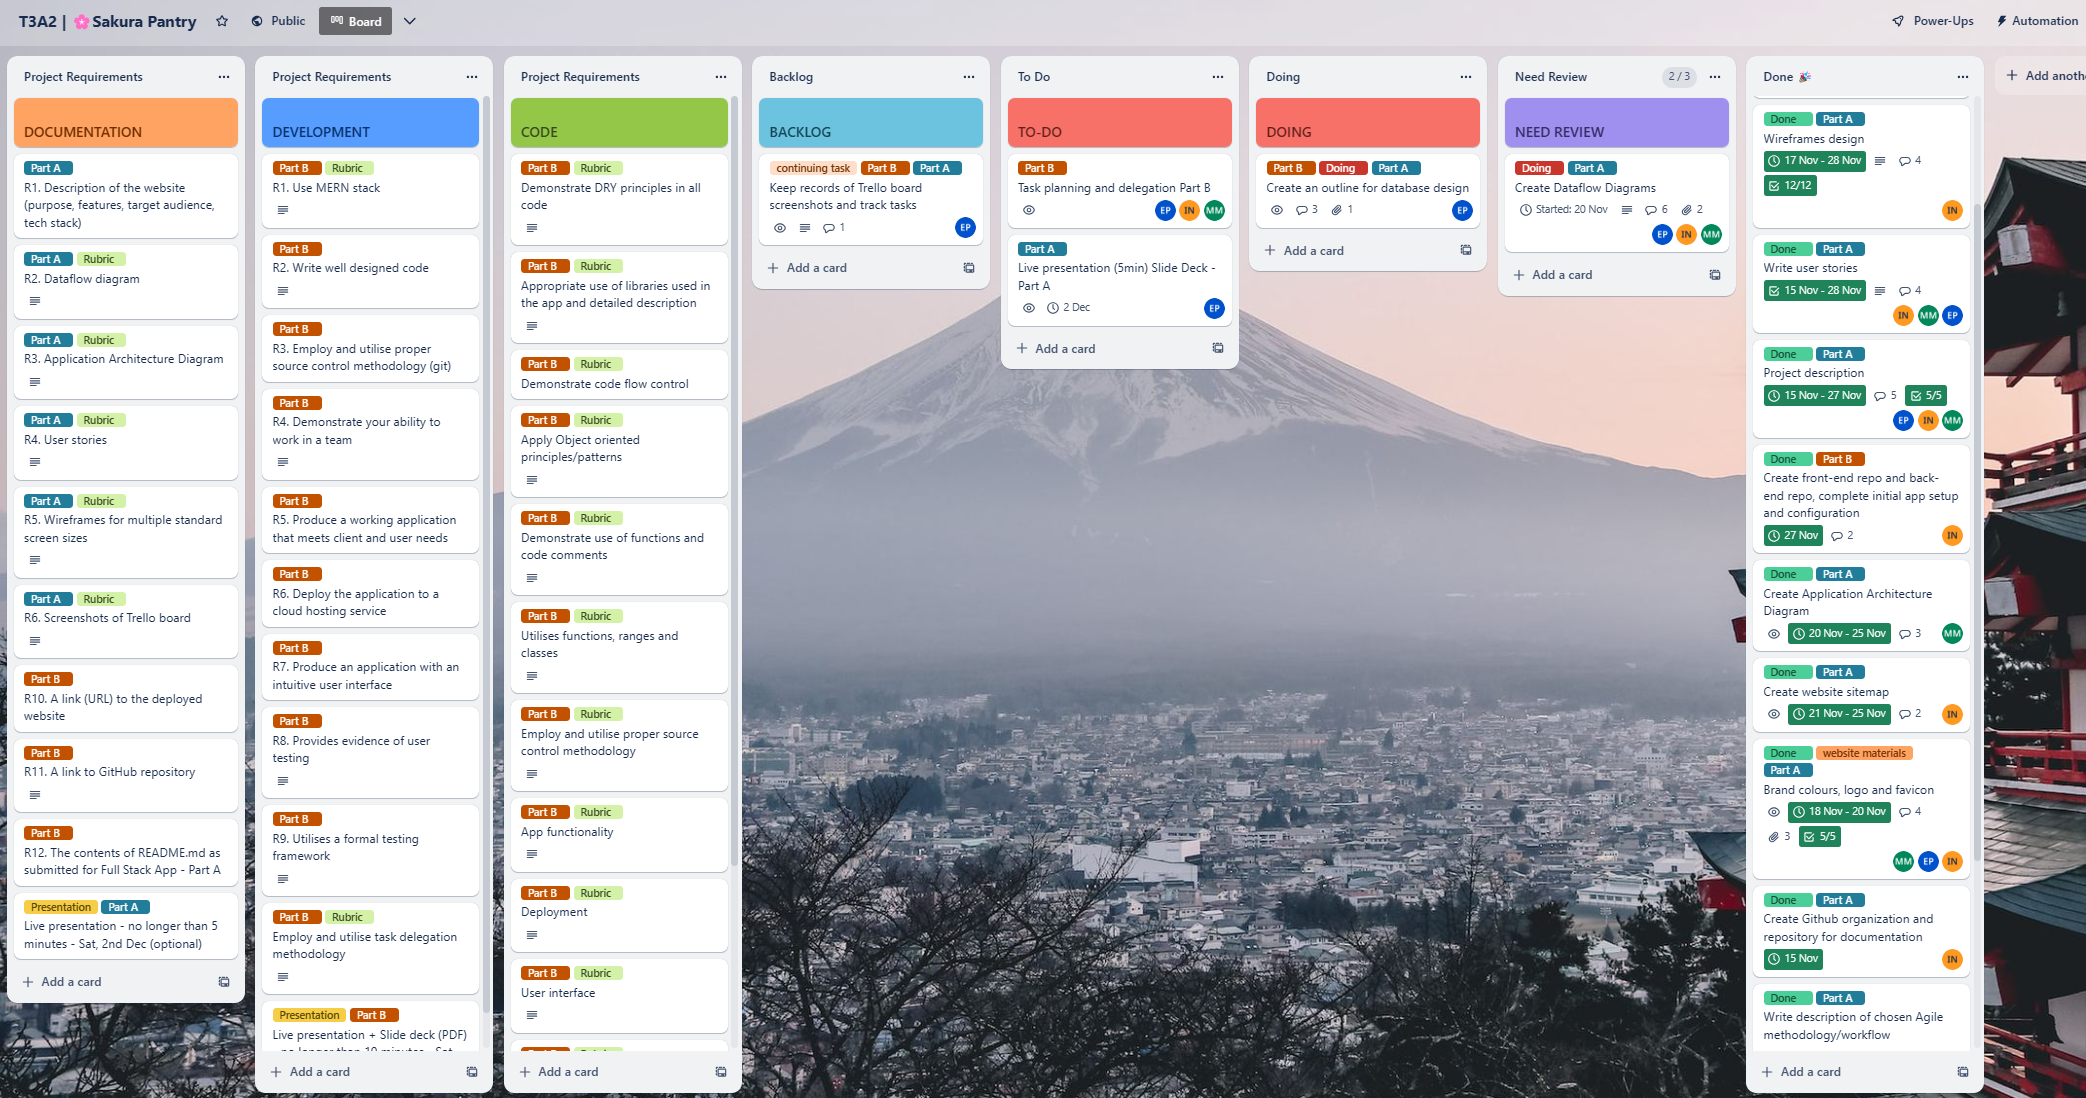 T3A2 | 🌸Sakura Pantry
Public
Board
Power-Ups
Automation
Project Requirements
DOCUMENTATION
Part A
R1. Description of the website
(purpose, features, target audience,
tech stack)
Part A Rubric
R2. Dataflow diagram
Part A Rubric
R3. Application Architecture Diagram
Part A Rubric
R4. User stories
Part A Rubric
R5. Wireframes for multiple standard
screen sizes
Part A Rubric
R6. Screenshots of Trello board
Part B
R10. A link (URL) to the deployed
website
Part B
R11. A link to GitHub repository
Part B
R12. The contents of README.md as
submitted for Full Stack App - Part A
Presentation Part A
Live presentation - no longer than 5
minutes - Sat, 2nd Dec (optional)
Add a card
Project Requirements
DEVELOPMENT
Part B Rubric
R1. Use MERN stack
Part B
R2. Write well designed code
Part B
R3. Employ and utilise proper
source control methodology (git)
Part B
R4. Demonstrate your ability to
work in a team
Part B
R5. Produce a working application
that meets client and user needs
Part B
R6. Deploy the application to a
cloud hosting service
Part B
R7. Produce an application with an
intuitive user interface
Part B
R8. Provides evidence of user
testing
Part B
R9. Utilises a formal testing
framework
Part B Rubric
Employ and utilise task delegation
methodology
Presentation Part B
Live presentation + Slide deck (PDF)
- no longer than 10 minutes - Sat
Add a card
Project Requirements
CODE
Part B Rubric
Demonstrate DRY principles in all
code
Part B Rubric
Appropriate use of libraries used in
the app and detailed description
Part B Rubric
Demonstrate code flow control
Part B Rubric
Apply Object oriented
principles/patterns
Part B Rubric
Demonstrate use of functions and
code comments
Part B Rubric
Utilises functions, ranges and
classes
Part B Rubric
Employ and utilise proper source
control methodology
Part B Rubric
App functionality
Part B Rubric
Deployment
Part B Rubric
User interface
Add a card
Backlog
BACKLOG
continuing task Part B Part A
Keep records of Trello board
screenshots and track tasks
1 EP
Add a card
To Do
TO-DO
Part B
Task planning and delegation Part B
EP IN MM
Part A
Live presentation (5min) Slide Deck -
Part A
2 Dec EP
Add a card
Doing
DOING
Part B Doing Part A
Create an outline for database design
3 1 EP
Add a card
Need Review 2 / 3
NEED REVIEW
Doing Part A
Create Dataflow Diagrams
Started: 20 Nov 6 2
EP IN MM
Add a card
Done 🎉
Done Part A
Wireframes design
17 Nov - 28 Nov 4
12/12
IN
Done Part A
Write user stories
15 Nov - 28 Nov 4
IN MM EP
Done Part A
Project description
15 Nov - 27 Nov 5 5/5
EP IN MM
Done Part B
Create front-end repo and back-
end repo, complete initial app setup
and configuration
27 Nov 2 IN
Done Part A
Create Application Architecture
Diagram
20 Nov - 25 Nov 3 MM
Done Part A
Create website sitemap
21 Nov - 25 Nov 2 IN
Done website materials
Part A
Brand colours, logo and favicon
18 Nov - 20 Nov 4
3 5/5
MM EP IN
Done Part A
Create Github organization and
repository for documentation
15 Nov IN
Done Part A
Write description of chosen Agile
methodology/workflow
Add a card
Add anoth